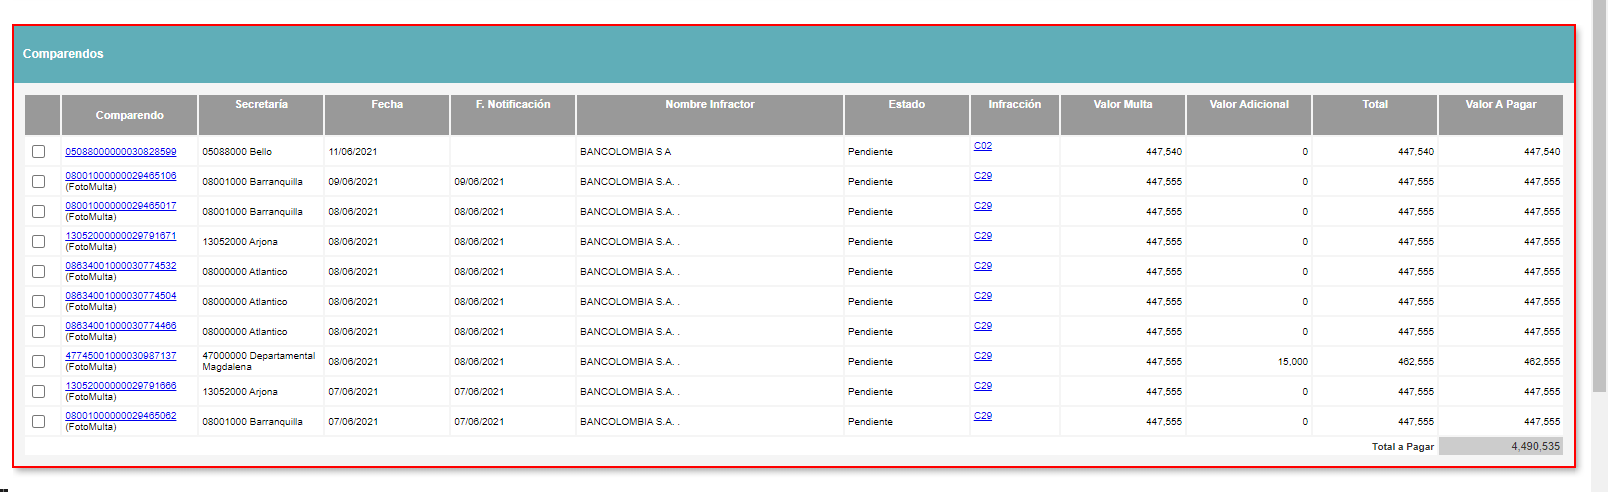 Comparendos
Comparendo Secretaría Fecha F. Notificación Nombre Infractor Estado Infracción Valor Multa Valor Adicional Total Valor A Pagar
05088000000030828599 05088000 Bello 11/06/2021 BANCOLOMBIA S A Pendiente C02 447,540 0 447,540 447,540
08001000000029465106 (FotoMulta) 08001000 Barranquilla 09/06/2021 09/06/2021 BANCOLOMBIA S.A. . Pendiente C29 447,555 0 447,555 447,555
08001000000029465017 (FotoMulta) 08001000 Barranquilla 08/06/2021 08/06/2021 BANCOLOMBIA S.A. . Pendiente C29 447,555 0 447,555 447,555
13052000000029791671 (FotoMulta) 13052000 Arjona 08/06/2021 08/06/2021 BANCOLOMBIA S.A. . Pendiente C29 447,555 0 447,555 447,555
08634001000030774532 (FotoMulta) 08000000 Atlantico 08/06/2021 08/06/2021 BANCOLOMBIA S.A. . Pendiente C29 447,555 0 447,555 447,555
08634001000030774504 (FotoMulta) 08000000 Atlantico 08/06/2021 08/06/2021 BANCOLOMBIA S.A. . Pendiente C29 447,555 0 447,555 447,555
08634001000030774466 (FotoMulta) 08000000 Atlantico 08/06/2021 08/06/2021 BANCOLOMBIA S.A. . Pendiente C29 447,555 0 447,555 447,555
47745001000030987137 (FotoMulta) 47000000 Departamental Magdalena 08/06/2021 08/06/2021 BANCOLOMBIA S.A. . Pendiente C29 447,555 15,000 462,555 462,555
13052000000029791666 (FotoMulta) 13052000 Arjona 07/06/2021 07/06/2021 BANCOLOMBIA S.A. . Pendiente C29 447,555 0 447,555 447,555
08001000000029465062 (FotoMulta) 08001000 Barranquilla 07/06/2021 07/06/2021 BANCOLOMBIA S.A. . Pendiente C29 447,555 0 447,555 447,555
Total a Pagar 4,490,535